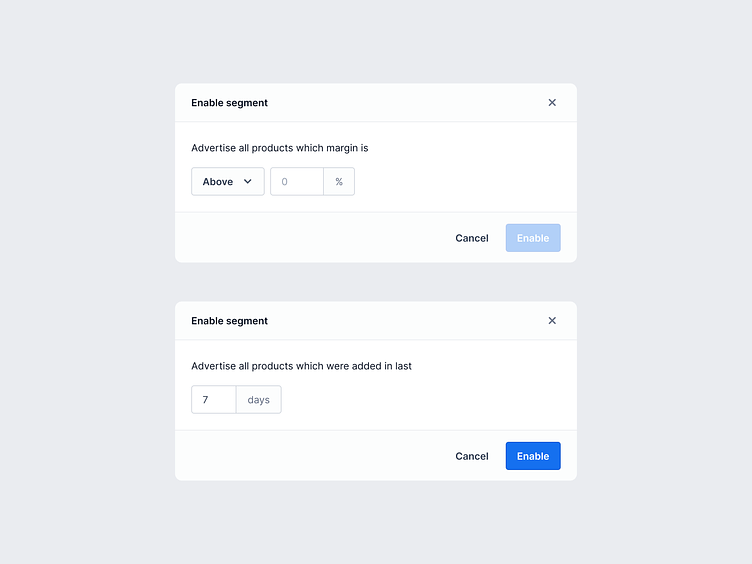 Enable segment
Advertise all products which margin is
Above 0 %
Cancel Enable
Enable segment
Advertise all products which were added in last
7 days
Cancel Enable